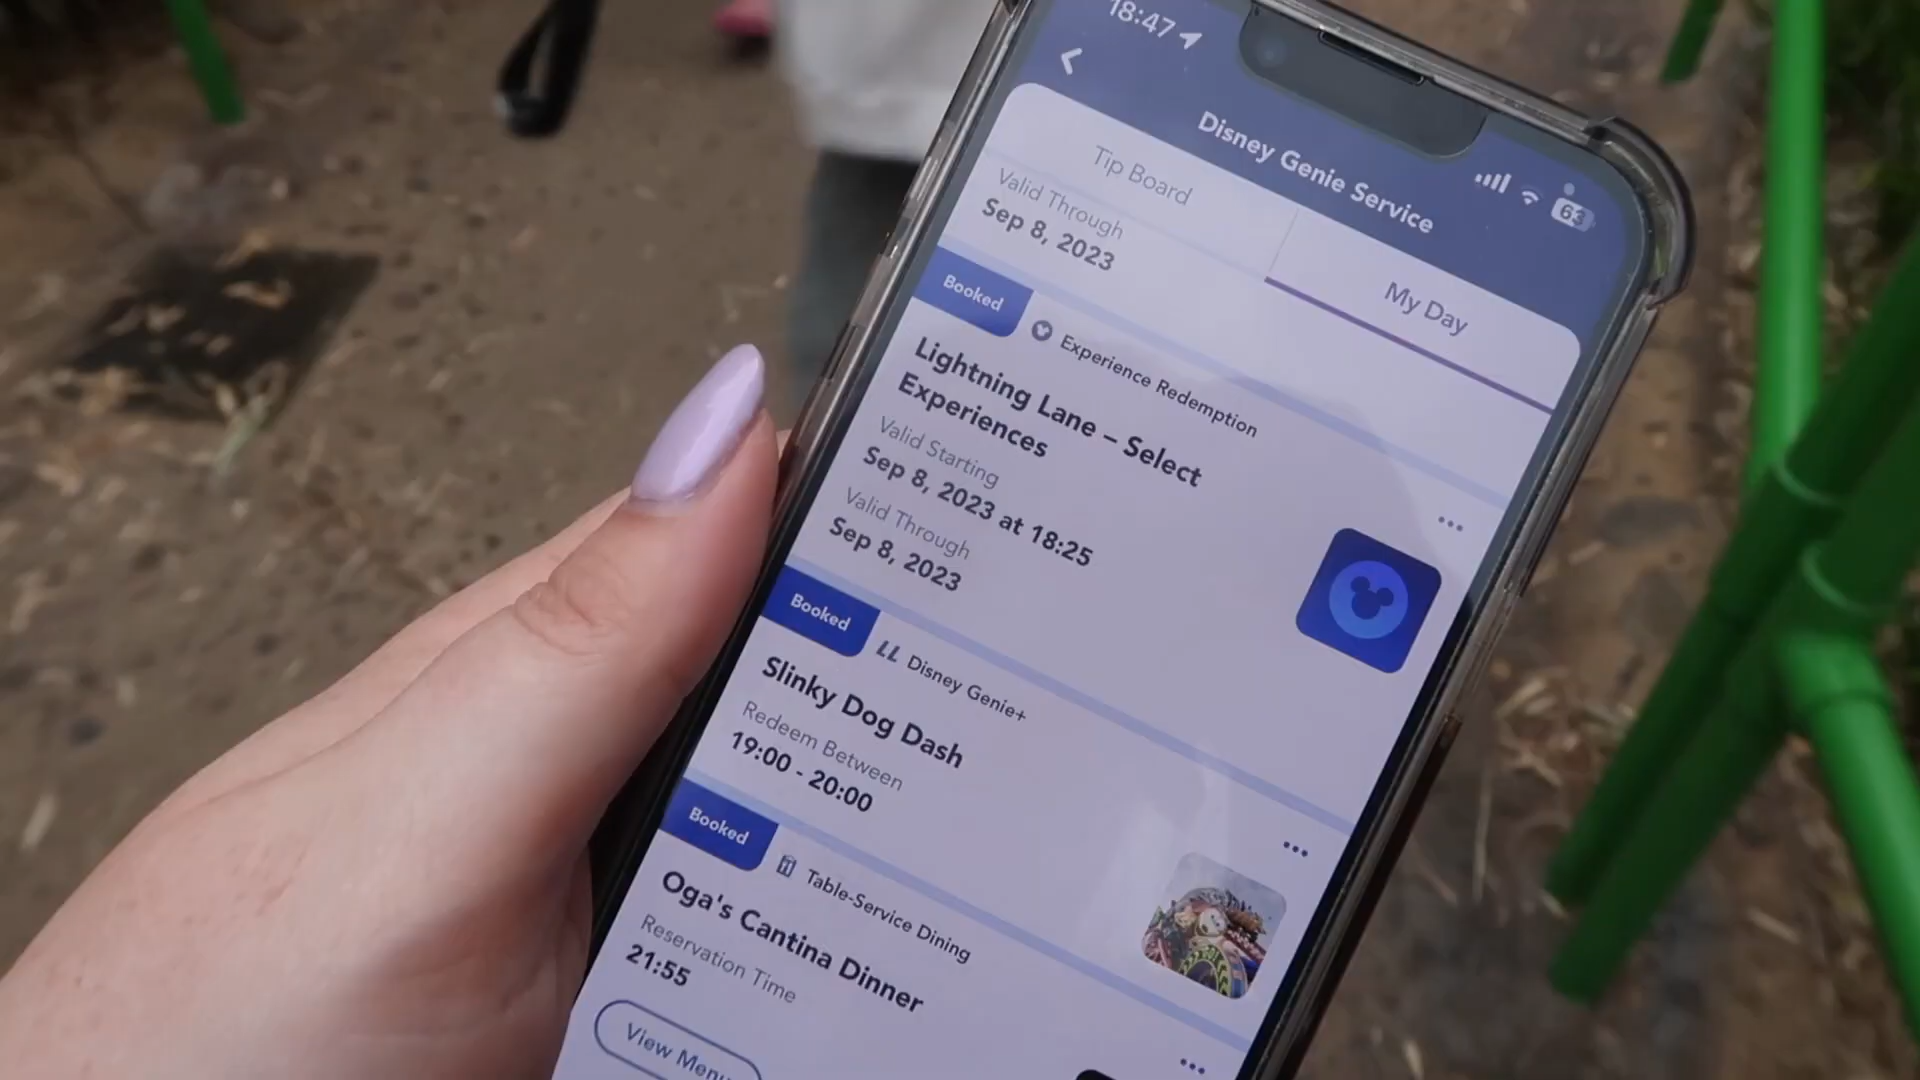 18:47
63
Disney Genie Service
Tip Board
My Day
Valid Through
Sep 8, 2023
Booked
Experience Redemption
Lightning Lane – Select
Experiences
Valid Starting
Sep 8, 2023 at 18:25
Valid Through
Sep 8, 2023
Booked
LL Disney Genie+
Slinky Dog Dash
Redeem Between
19:00 - 20:00
Booked
Table-Service Dining
Oga's Cantina Dinner
Reservation Time
21:55
View Menu